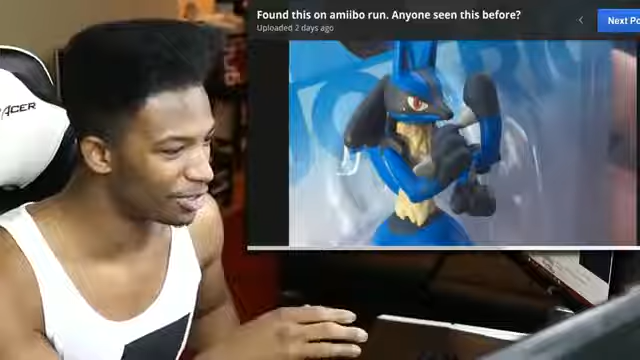 Found this on amiibo run. Anyone seen this before?
Uploaded 2 days ago
Next Po
ACER